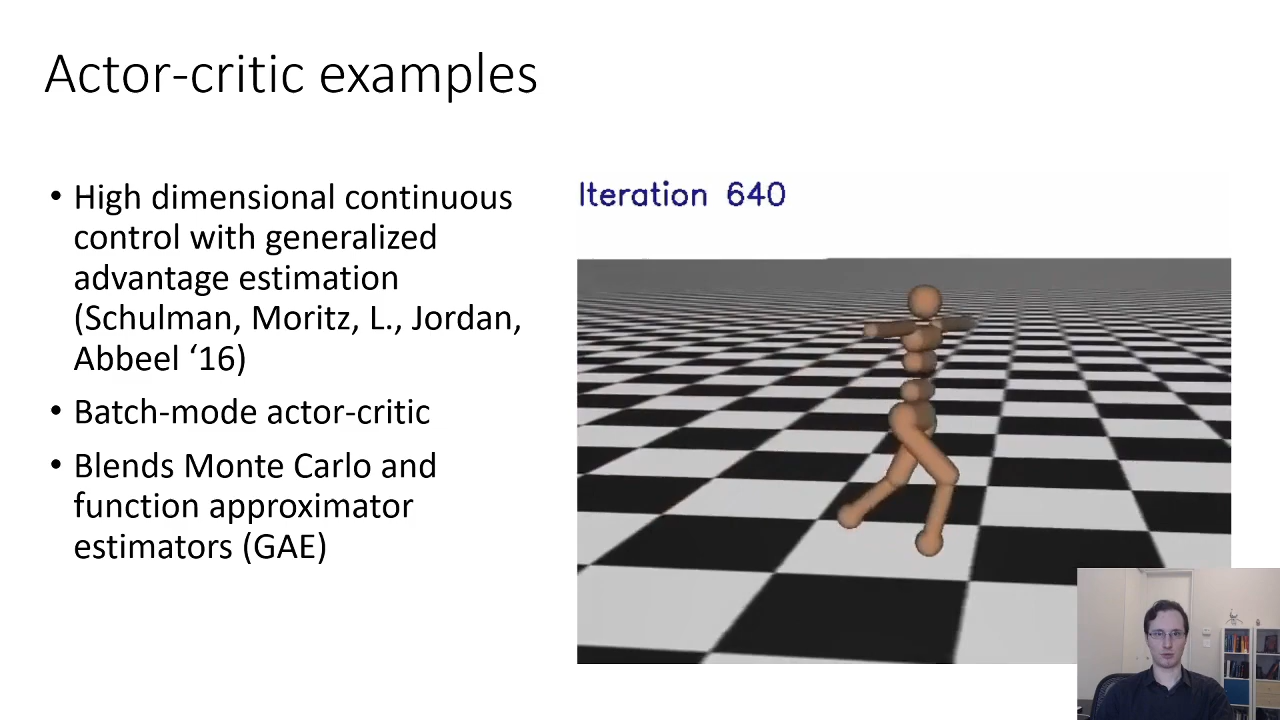 Actor-critic examples
• High dimensional continuous
control with generalized
advantage estimation
(Schulman, Moritz, L., Jordan,
Abbeel ‘16)
• Batch-mode actor-critic
• Blends Monte Carlo and
function approximator
estimators (GAE)
Iteration 640